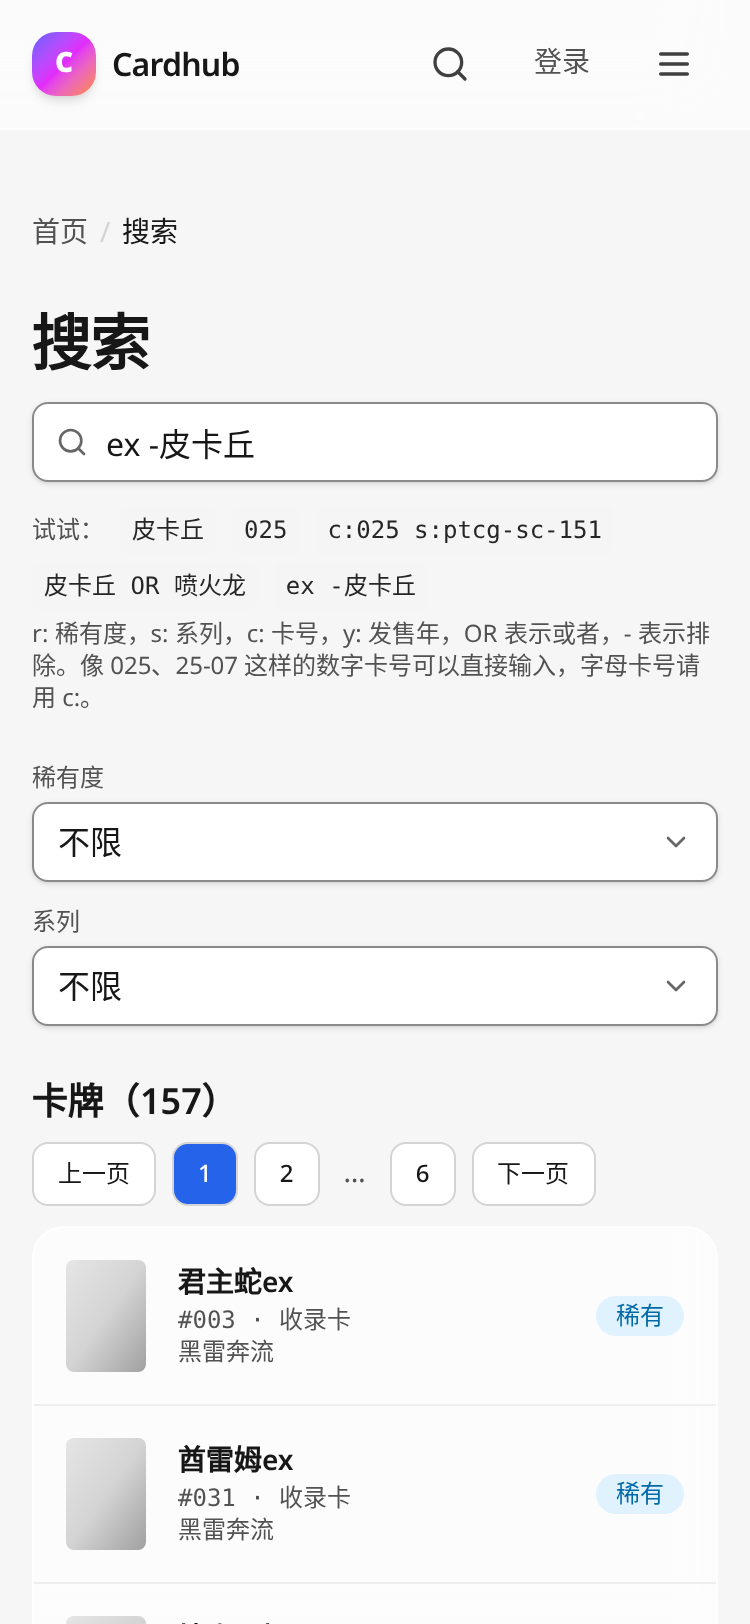 C Cardhub 登录
首页 / 搜索
搜索
ex -皮卡丘
试试： 皮卡丘 025 c:025 s:ptcg-sc-151
皮卡丘 OR 喷火龙 ex -皮卡丘
r: 稀有度，s: 系列，c: 卡号，y: 发售年，OR 表示或者，- 表示排
除。像 025、25-07 这样的数字卡号可以直接输入，字母卡号请
用 c:。
稀有度
不限
系列
不限
卡牌（157）
上一页 1 2 … 6 下一页
君主蛇ex
#003 · 收录卡
黑雷奔流
稀有
酋雷姆ex
#031 · 收录卡
黑雷奔流
稀有